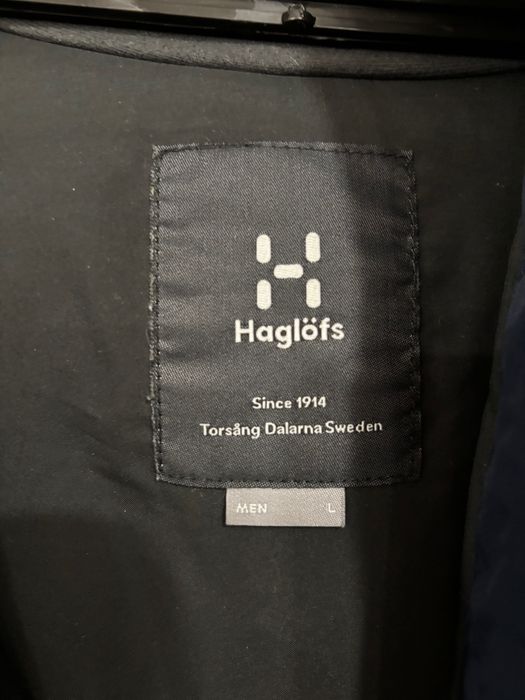 Haglöfs
Since 1914
Torsång Dalarna Sweden
MEN L